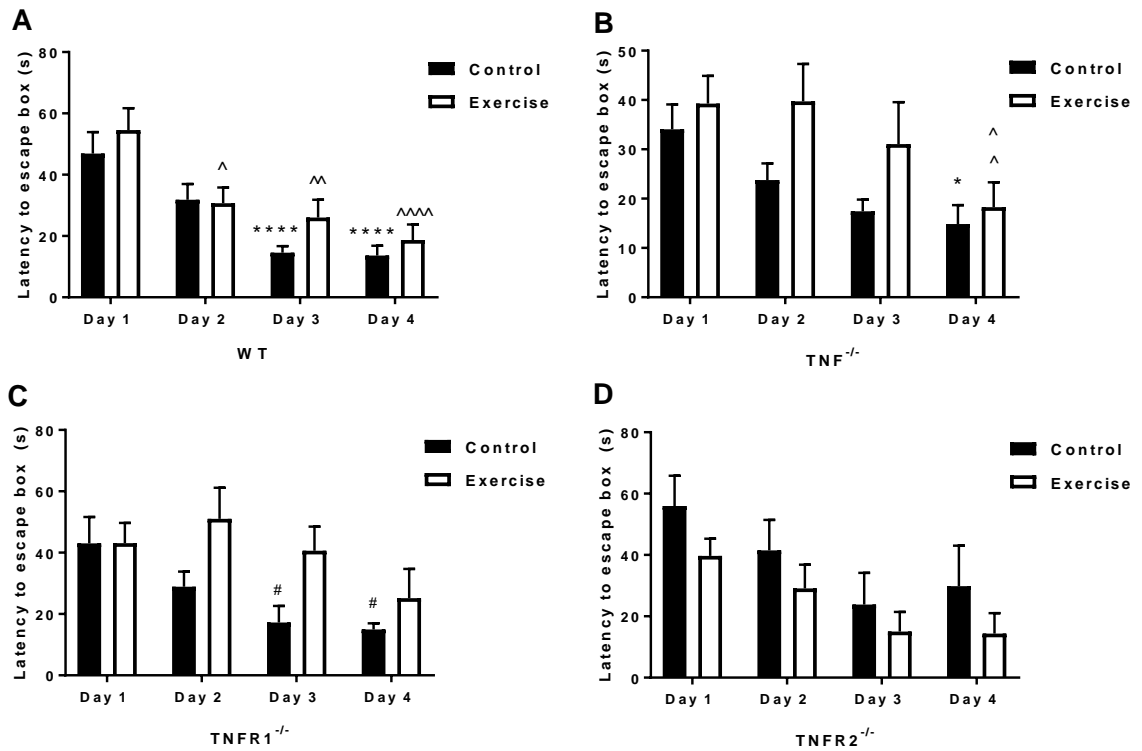 A
Latency to escape box (s)
80
60
40
20
0
Control
Exercise
^
^^
^^^^
**** ****
Day 1 Day 2 Day 3 Day 4
WT
B
Latency to escape box (s)
50
40
30
20
10
0
Control
Exercise
^
^
*
Day 1 Day 2 Day 3 Day 4
TNF-/-
C
Latency to escape box (s)
80
60
40
20
0
Control
Exercise
# #
Day 1 Day 2 Day 3 Day 4
TNFR1-/-
D
Latency to escape box (s)
80
60
40
20
0
Control
Exercise
Day 1 Day 2 Day 3 Day 4
TNFR2-/-